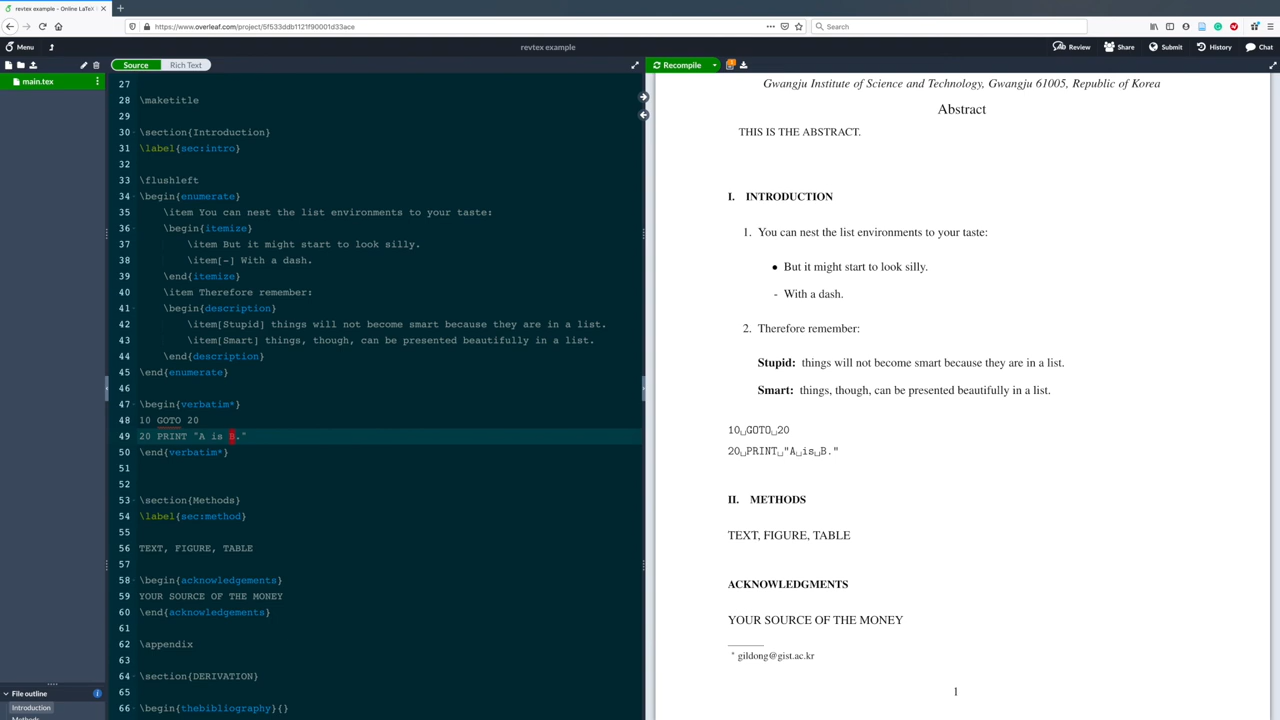 revtex example - Online LaTeX
https://www.overleaf.com/project/5f533ddb1121f90001d33ace
Search
Menu
revtex example
Review
Share
Submit
History
Chat
Source
Rich Text
Recompile
main.tex
27
28 \maketitle
29
30 \section{Introduction}
31 \label{sec:intro}
32
33 \flushleft
34 \begin{enumerate}
35 \item You can nest the list environments to your taste:
36 \begin{itemize}
37 \item But it might start to look silly.
38 \item[-] With a dash.
39 \end{itemize}
40 \item Therefore remember:
41 \begin{description}
42 \item[Stupid] things will not become smart because they are in a list.
43 \item[Smart] things, though, can be presented beautifully in a list.
44 \end{description}
45 \end{enumerate}
46
47 \begin{verbatim*}
48 10 GOTO 20
49 20 PRINT "A is B."
50 \end{verbatim*}
51
52
53 \section{Methods}
54 \label{sec:method}
55
56 TEXT, FIGURE, TABLE
57
58 \begin{acknowledgements}
59 YOUR SOURCE OF THE MONEY
60 \end{acknowledgements}
61
62 \appendix
63
64 \section{DERIVATION}
65
66 \begin{thebibliography}{}
File outline
Introduction
Methods
Gwangju Institute of Science and Technology, Gwangju 61005, Republic of Korea
Abstract
THIS IS THE ABSTRACT.
I. INTRODUCTION
1. You can nest the list environments to your taste:
• But it might start to look silly.
- With a dash.
2. Therefore remember:
Stupid: things will not become smart because they are in a list.
Smart: things, though, can be presented beautifully in a list.
10␣GOTO␣20
20␣PRINT␣"A␣is␣B."
II. METHODS
TEXT, FIGURE, TABLE
ACKNOWLEDGMENTS
YOUR SOURCE OF THE MONEY
* gildong@gist.ac.kr
1